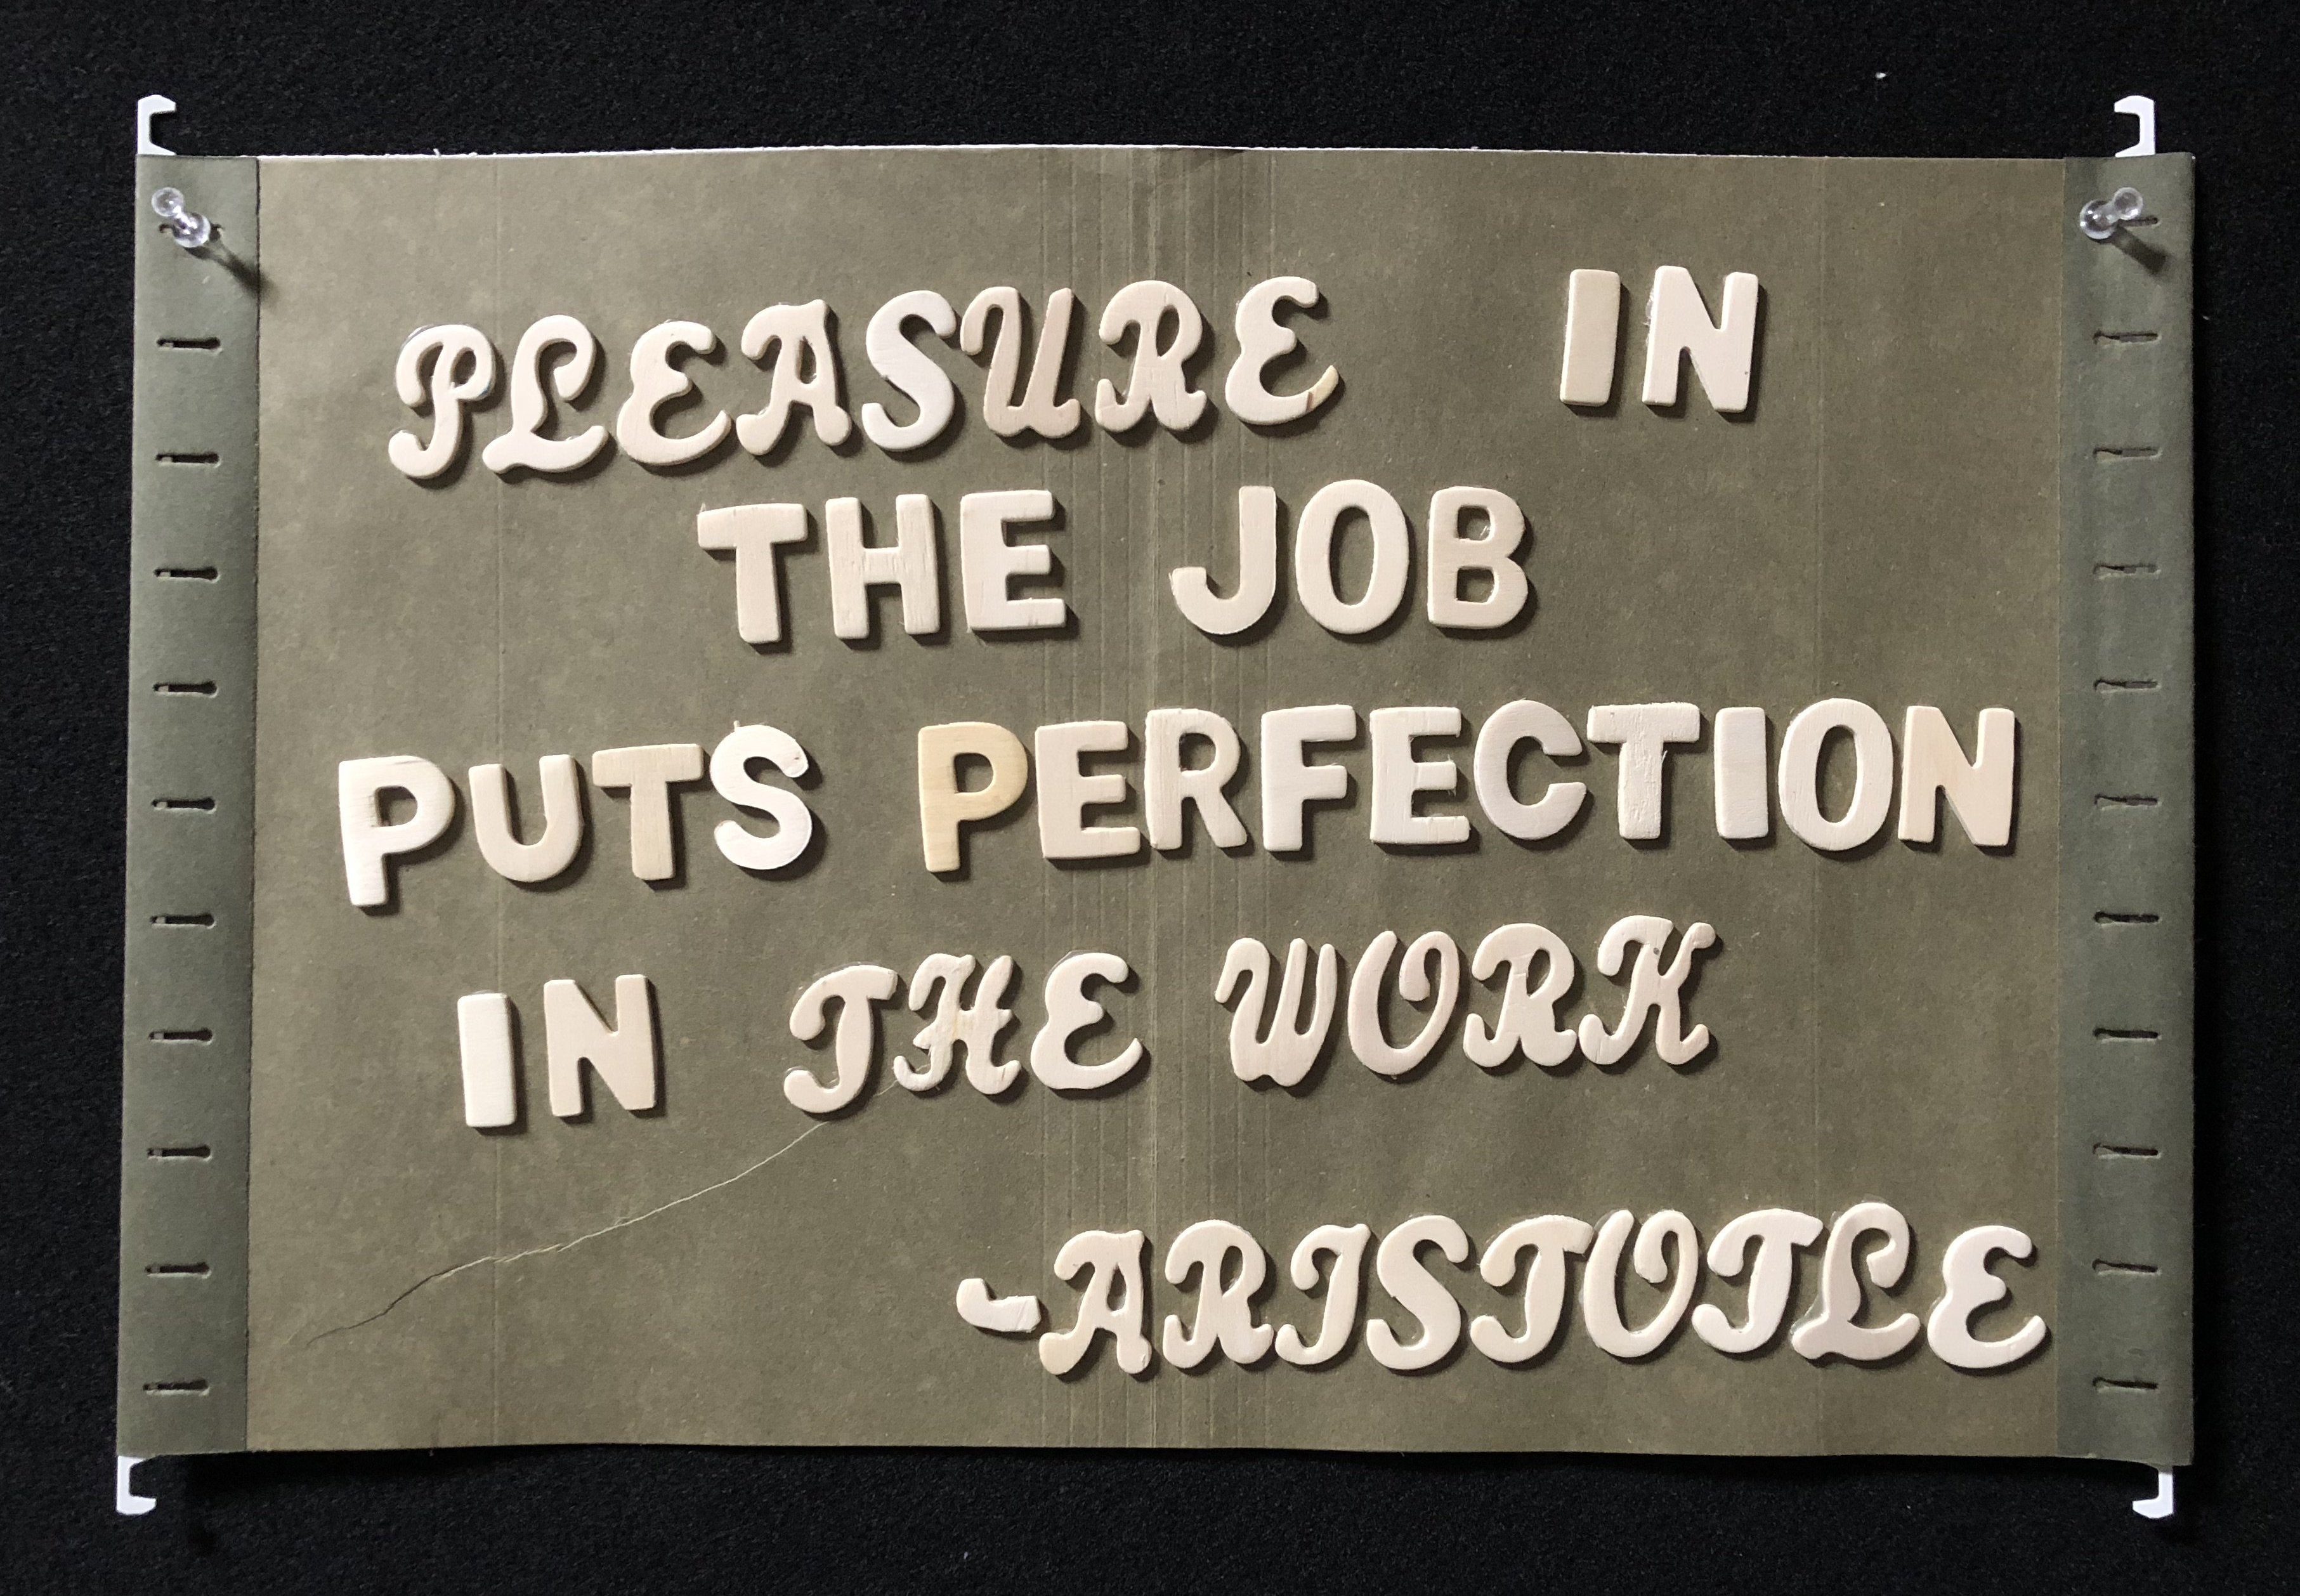 PLEASURE IN
THE JOB
PUTS PERFECTION
IN THE WORK
-ARISTOTLE